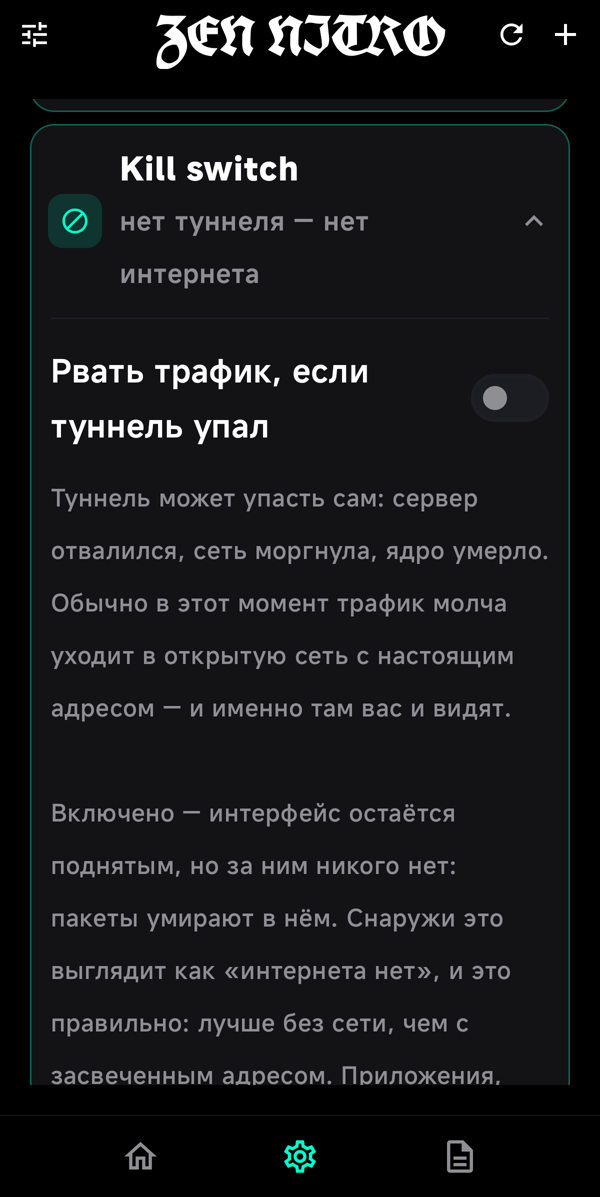 ZEN NITRO
Kill switch
нет туннеля — нет
интернета
Рвать трафик, если
туннель упал
Туннель может упасть сам: сервер
отвалился, сеть моргнула, ядро умерло.
Обычно в этот момент трафик молча
уходит в открытую сеть с настоящим
адресом — и именно там вас и видят.
Включено — интерфейс остаётся
поднятым, но за ним никого нет:
пакеты умирают в нём. Снаружи это
выглядит как «интернета нет», и это
правильно: лучше без сети, чем с
засвеченным адресом. Приложения,